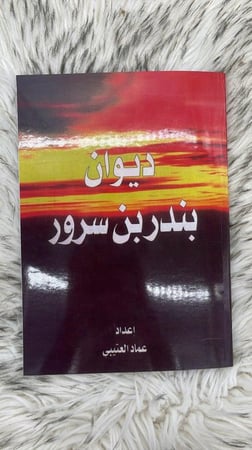 ديوان
بندر بن سرور
اعداد
عماد العتيبي